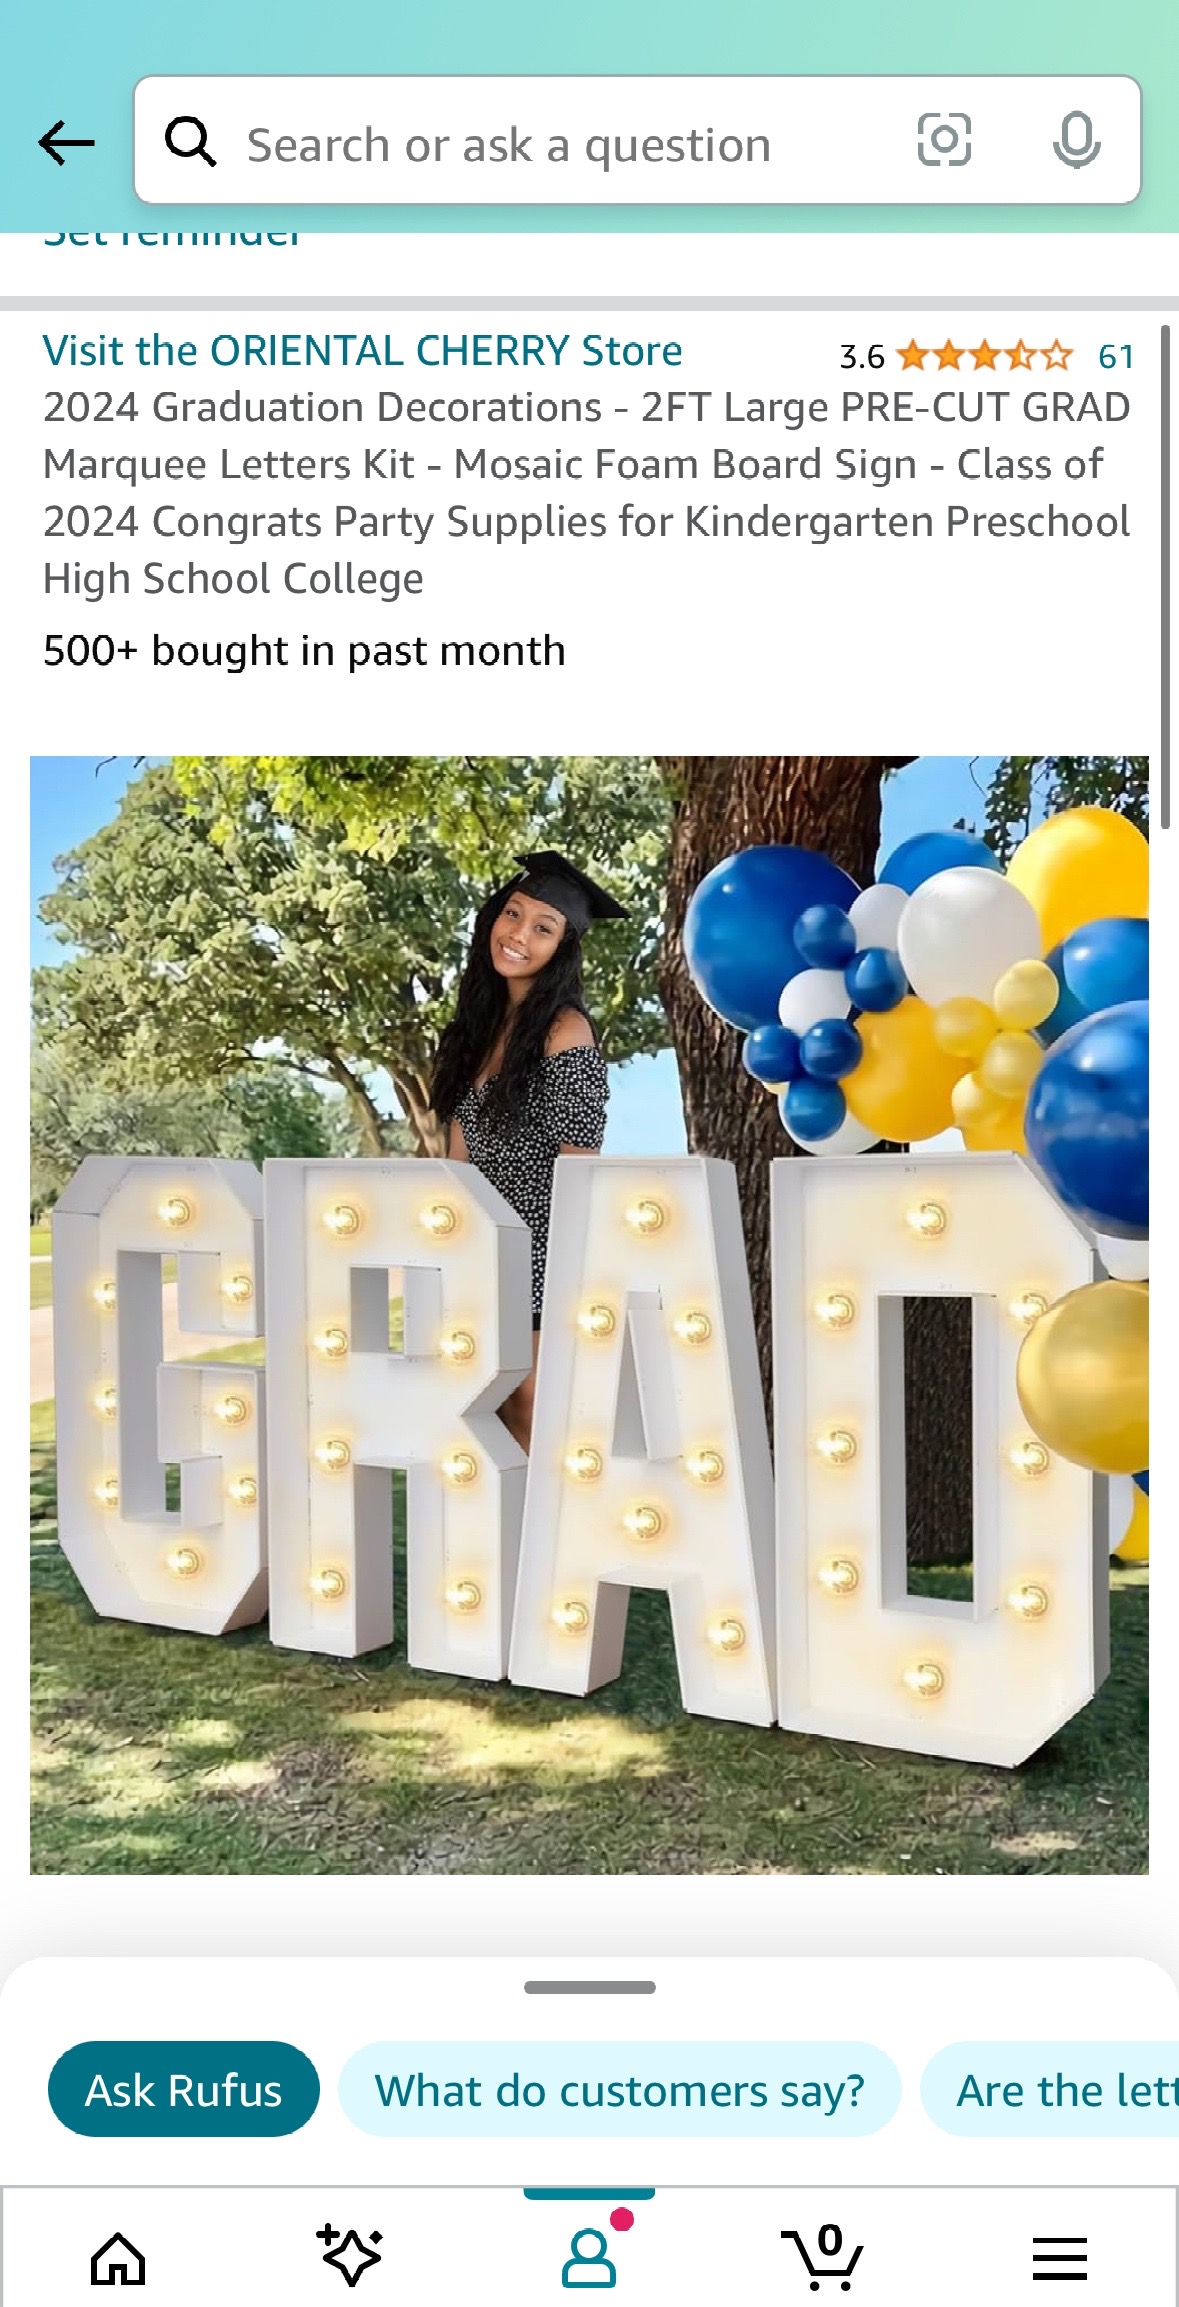 Search or ask a question
Set reminder
Visit the ORIENTAL CHERRY Store
3.6 61
2024 Graduation Decorations - 2FT Large PRE-CUT GRAD
Marquee Letters Kit - Mosaic Foam Board Sign - Class of
2024 Congrats Party Supplies for Kindergarten Preschool
High School College
500+ bought in past month
GRAD
Ask Rufus What do customers say? Are the lett
0